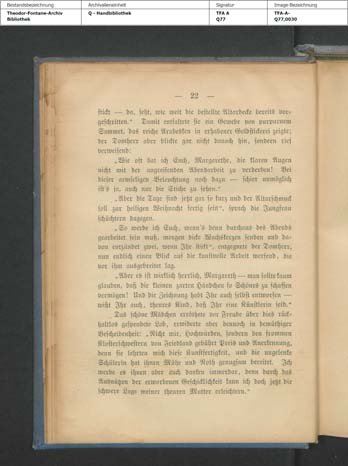 Bestandsbezeichnung
Archivalieneinheit
Signatur
Image-Bezeichnung
Theodor-Fontane-Archiv
Bibliothek
Q - Handbibliothek
TFA A
Q77
TFA-A-
Q77,0030
— 22 —
stickt — da, seht, wie weit die bestellte Altardecke bereits vor-
geschritten.“ Damit entfaltete sie ein Gewebe von purpurnem
Sammet, das reiche Arabesken in erhabener Goldstickerei zeigte;
der Domherr aber blickte gar nicht danach hin, sondern rief
verweisend:
„Wie oft bat ich Euch, Margarethe, die klaren Augen
nicht mit der angreifenden Abendarbeit zu verderben! Bei
dieser armseligen Beleuchtung noch dazu — schier unmöglich
ist's ja, auch nur die Stiche zu sehen.“
„Aber die Tage sind jetzt gar so kurz und der Altarschmuck
soll zur heiligen Weihnacht fertig sein“, sprach die Jungfrau
schüchtern dagegen.
„So werde ich Euch, wenn's denn durchaus des Abends
gearbeitet sein muß, morgen dicke Wachskerzen senden und da-
von entzündet zwei, wenn Ihr stickt“, entgegnete der Domherr,
nun endlich einen Blick auf die kunstvolle Arbeit werfend, die
vor ihm ausgebreitet lag.
„Aber es ist wirklich herrlich, Margareth — man sollte kaum
glauben, daß die kleinen zarten Händchen so Schönes zu schaffen
vermögen! Und die Zeichnung habt Ihr auch selbst entworfen —
nicht Ihr auch, theures Kind, daß Ihr eine Künstlerin seid.“
Das schöne Mädchen erröthete vor Freude über dies rück-
haltlos gespendete Lob, erwiderte aber dennoch in demüthiger
Bescheidenheit: „Nicht mir, Hochwürden, sondern den frommen
Klosterschwestern von Friedland gebührt Preis und Anerkennung,
denn sie lehrten mich diese Kunstfertigkeit, und die ungelenke
Schülerin hat ihnen Mühe und Noth genugsam bereitet. Ich
werde es ihnen aber auch danken immerdar, denn durch das
Ausnützen der erworbenen Geschicklichkeit kann ich doch jetzt die
schwere Lage meiner theuren Mutter erleichtern.“